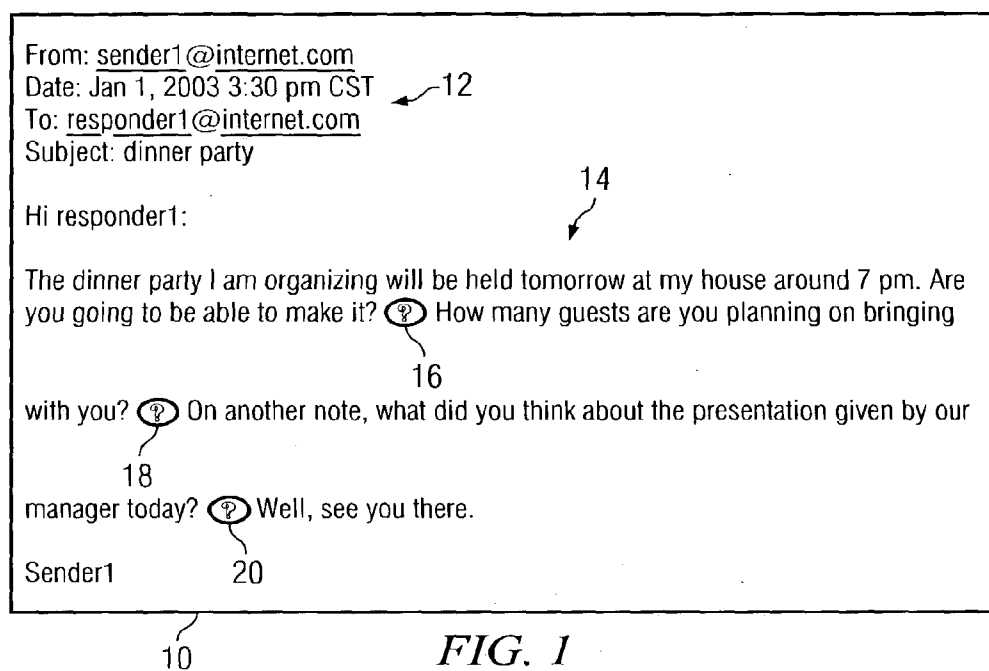 From: sender1@internet.com
Date: Jan 1, 2003 3:30 pm CST
12
To: responder1@internet.com
Subject: dinner party
14
Hi responder1:
The dinner party I am organizing will be held tomorrow at my house around 7 pm. Are
you going to be able to make it? ? How many guests are you planning on bringing
16
with you? ? On another note, what did you think about the presentation given by our
18
manager today? ? Well, see you there.
Sender1
20
10
FIG. 1